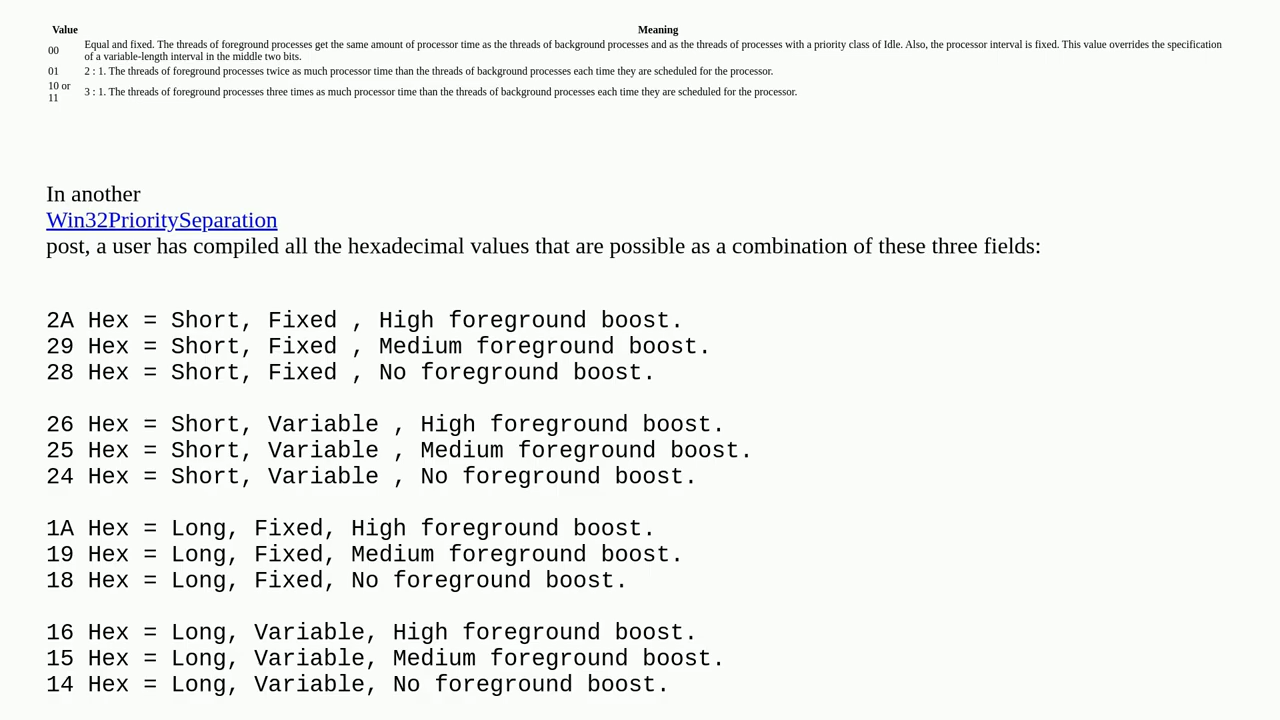 Value Meaning
00 Equal and fixed. The threads of foreground processes get the same amount of processor time as the threads of background processes and as the threads of processes with a priority class of Idle. Also, the processor interval is fixed. This value overrides the specification
of a variable-length interval in the middle two bits.
01 2 : 1. The threads of foreground processes twice as much processor time than the threads of background processes each time they are scheduled for the processor.
10 or
11 3 : 1. The threads of foreground processes three times as much processor time than the threads of background processes each time they are scheduled for the processor.
In another
Win32PrioritySeparation
post, a user has compiled all the hexadecimal values that are possible as a combination of these three fields:
2A Hex = Short, Fixed , High foreground boost.
29 Hex = Short, Fixed , Medium foreground boost.
28 Hex = Short, Fixed , No foreground boost.
26 Hex = Short, Variable , High foreground boost.
25 Hex = Short, Variable , Medium foreground boost.
24 Hex = Short, Variable , No foreground boost.
1A Hex = Long, Fixed, High foreground boost.
19 Hex = Long, Fixed, Medium foreground boost.
18 Hex = Long, Fixed, No foreground boost.
16 Hex = Long, Variable, High foreground boost.
15 Hex = Long, Variable, Medium foreground boost.
14 Hex = Long, Variable, No foreground boost.